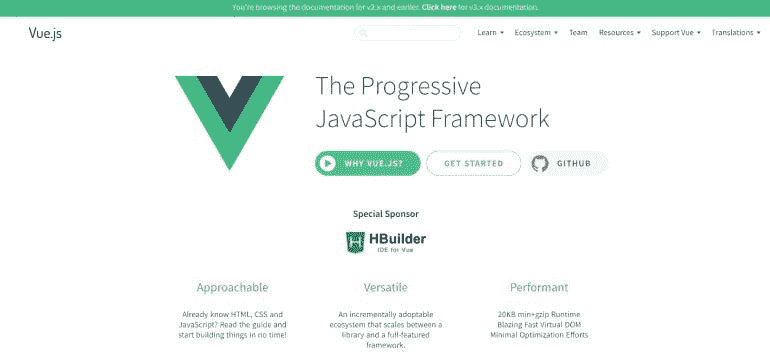 You're browsing the documentation for v2.x and earlier. Click here for v3.x documentation.
Vue.js
Learn Ecosystem Team Resources Support Vue Translations
The Progressive
JavaScript Framework
WHY VUE.JS? GET STARTED GITHUB
Special Sponsor
HBuilder
IDE for Vue
Approachable Versatile Performant
Already know HTML, CSS and
JavaScript? Read the guide and
start building things in no time!
An incrementally adoptable
ecosystem that scales between a
library and a full-featured
framework.
20KB min+gzip Runtime
Blazing Fast Virtual DOM
Minimal Optimization Efforts